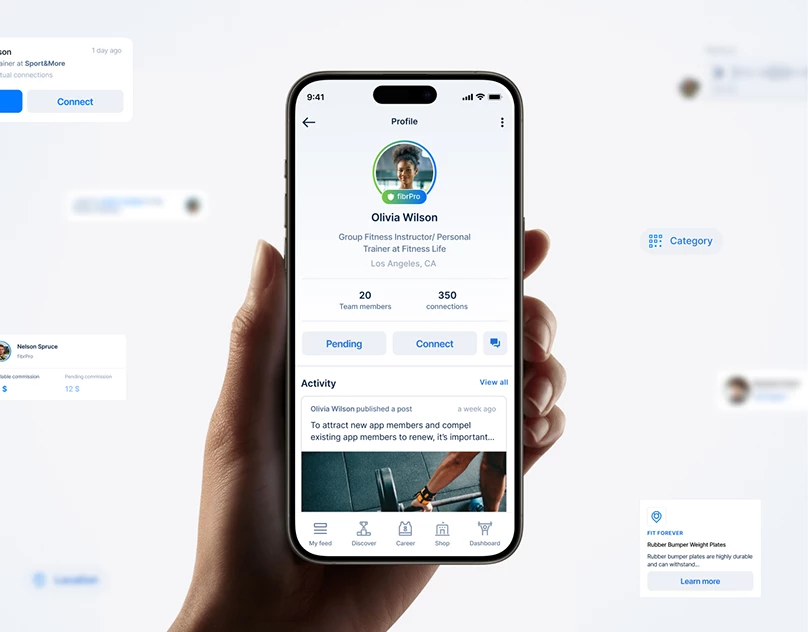 son
1 day ago
ainer at Sport&More
tual connections
Connect
9:41
Profile
fibrPro
Olivia Wilson
Group Fitness Instructor/ Personal
Trainer at Fitness Life
Los Angeles, CA
20
Team members
350
connections
Pending
Connect
Activity
View all
Olivia Wilson published a post
a week ago
To attract new app members and compel
existing app members to renew, it's important...
My feed
Discover
Career
Shop
Dashboard
Category
Nelson Spruce
fibrPro
lable commission
Pending commission
$
12 $
Location
FIT FOREVER
Rubber Bumper Weight Plates
Rubber bumper plates are highly durable
and can withstand...
Learn more